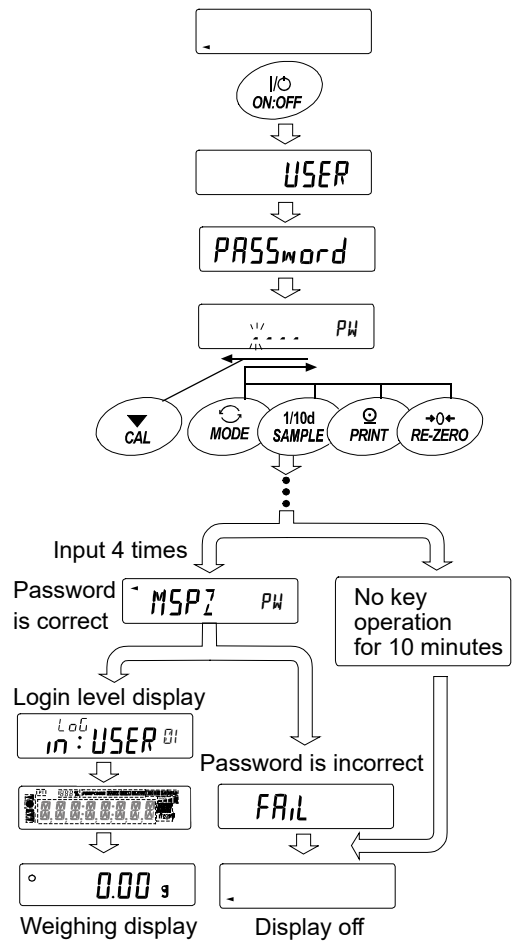 I/⏻
ON:OFF
USER
PASSword
PW
CAL
MODE
1/10d
SAMPLE
PRINT
→0←
RE-ZERO
Input 4 times
Password
is correct
MSPZ PW
No key
operation
for 10 minutes
Login level display
LoG
in:USER 01
Password is incorrect
FAiL
0.00 g
Weighing display
Display off